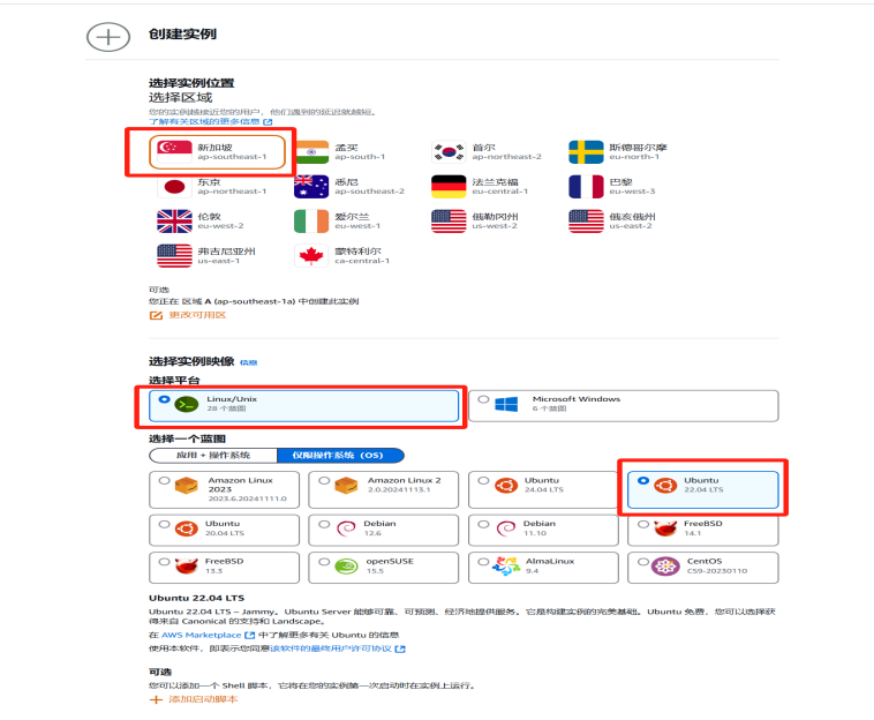 创建实例
选择实例位置
选择区域
您的实例越接近您的用户，他们遇到的延迟就越短。
了解有关区域的更多信息
新加坡 孟买 首尔 斯德哥尔摩
ap-southeast-1 ap-south-1 ap-northeast-2 eu-north-1
东京 悉尼 法兰克福 巴黎
ap-northeast-1 ap-southeast-2 eu-central-1 eu-west-3
伦敦 爱尔兰 俄勒冈州 俄亥俄州
eu-west-2 eu-west-1 us-west-2 us-east-2
弗吉尼亚州 蒙特利尔
us-east-1 ca-central-1
可选
您正在 区域 A (ap-southeast-1a) 中创建此实例
更改可用区
选择实例映像 信息
选择平台
Linux/Unix Microsoft Windows
28 个蓝图 6 个蓝图
选择一个蓝图
应用 + 操作系统 仅限操作系统（OS）
Amazon Linux 2023 Amazon Linux 2 Ubuntu Ubuntu
2023.6.20241111.0 2.0.20241113.1 24.04 LTS 22.04 LTS
Ubuntu Debian Debian FreeBSD
20.04 LTS 12.6 11.10 14.1
FreeBSD openSUSE AlmaLinux CentOS
13.3 15.5 9.4 CS9-20230110
Ubuntu 22.04 LTS
Ubuntu 22.04 LTS – Jammy。Ubuntu Server 能够可靠、可预测、经济地提供服务。它是构建实例的完美基础。Ubuntu 免费，您可以选择获
得来自 Canonical 的支持和 Landscape。
在 AWS Marketplace 中了解更多有关 Ubuntu 的信息
使用本软件，即表示您同意该软件的最终用户许可协议
可选
您可以添加一个 Shell 脚本，它将在您的实例第一次启动时在实例上运行。
添加启动脚本